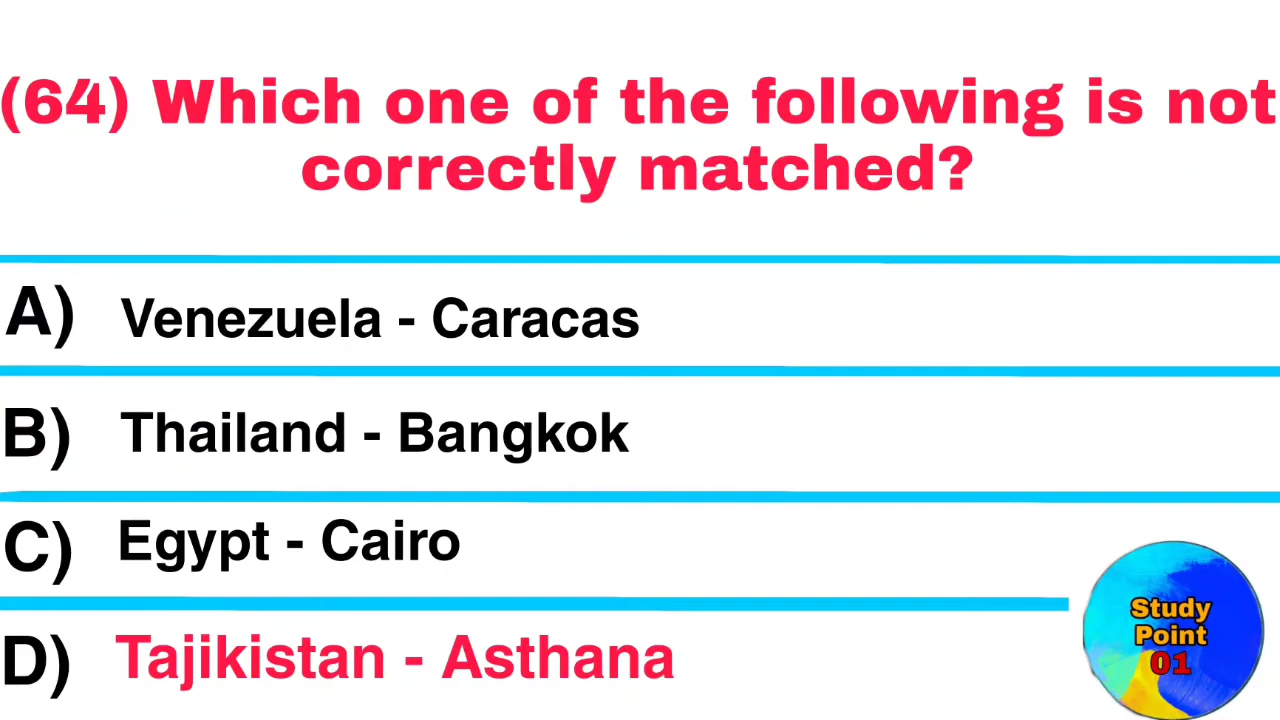 (64) Which one of the following is not
correctly matched?
A) Venezuela - Caracas
B) Thailand - Bangkok
C) Egypt - Cairo
D) Tajikistan - Asthana
Study
Point
01